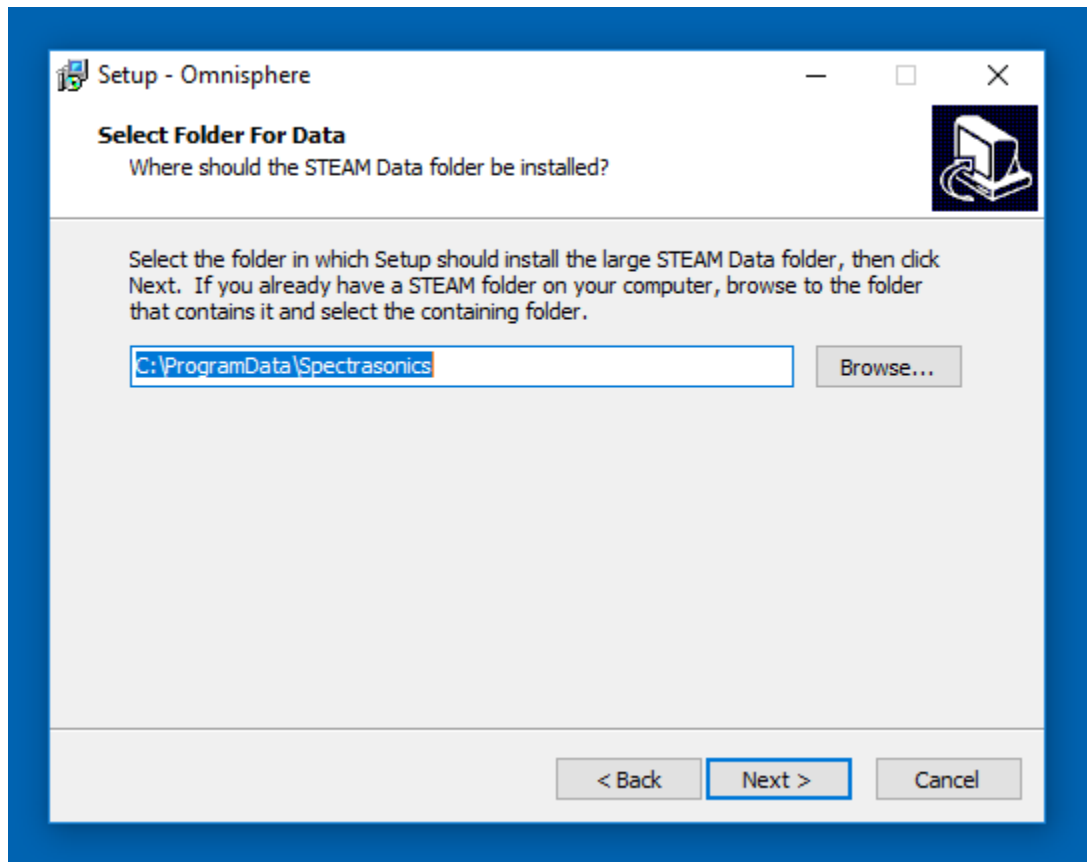 Setup - Omnisphere
Select Folder For Data
Where should the STEAM Data folder be installed?
Select the folder in which Setup should install the large STEAM Data folder, then click
Next.  If you already have a STEAM folder on your computer, browse to the folder
that contains it and select the containing folder.
C:\ProgramData\Spectrasonics
Browse...
< Back
Next >
Cancel